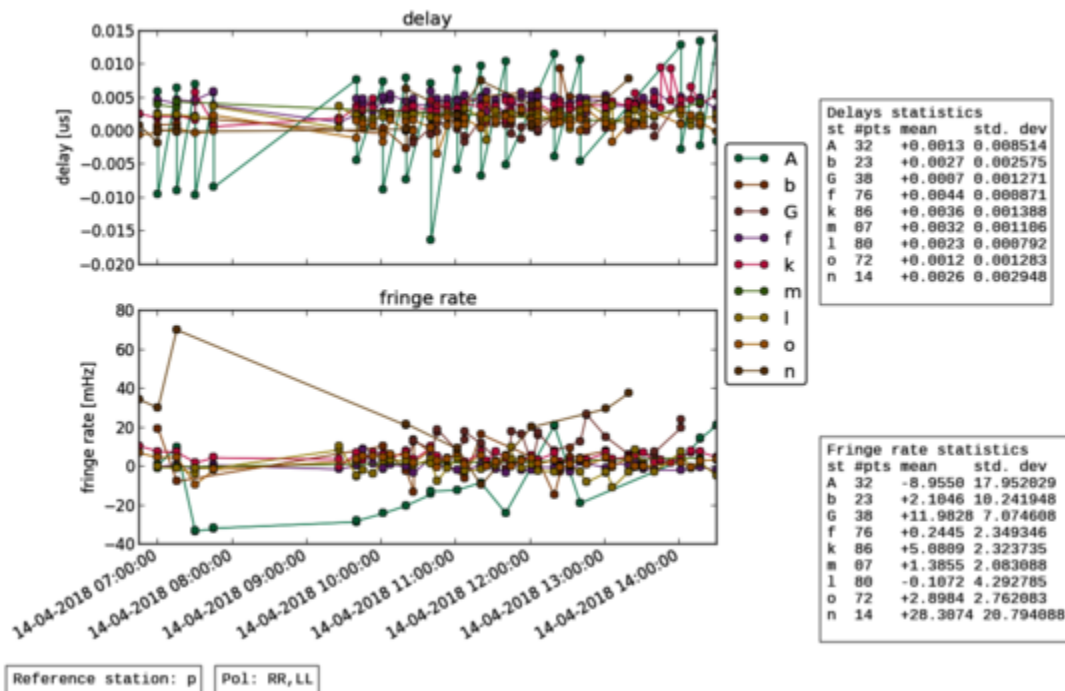 delay
0.015
0.010
0.005
0.000
−0.005
−0.010
−0.015
−0.020
delay [us]
fringe rate
80
60
40
20
0
−20
−40
fringe rate [mHz]
14-04-2018 07:00:00
14-04-2018 08:00:00
14-04-2018 09:00:00
14-04-2018 10:00:00
14-04-2018 11:00:00
14-04-2018 12:00:00
14-04-2018 13:00:00
14-04-2018 14:00:00
A
b
G
f
k
m
l
o
n
Delays statistics
st #pts mean std. dev
A 32 +0.0013 0.008514
b 23 +0.0027 0.002575
G 38 +0.0007 0.001271
f 76 +0.0044 0.000871
k 86 +0.0036 0.001388
m 07 +0.0032 0.001106
l 80 +0.0023 0.000792
o 72 +0.0012 0.001283
n 14 +0.0026 0.002948
Fringe rate statistics
st #pts mean std. dev
A 32 -8.9550 17.952029
b 23 +2.1046 10.241948
G 38 +11.9828 7.074608
f 76 +0.2445 2.349346
k 86 +5.0809 2.323735
m 07 +1.3855 2.083088
l 80 -0.1072 4.292785
o 72 +2.8984 2.762083
n 14 +28.3074 20.794088
Reference station: p
Pol: RR,LL